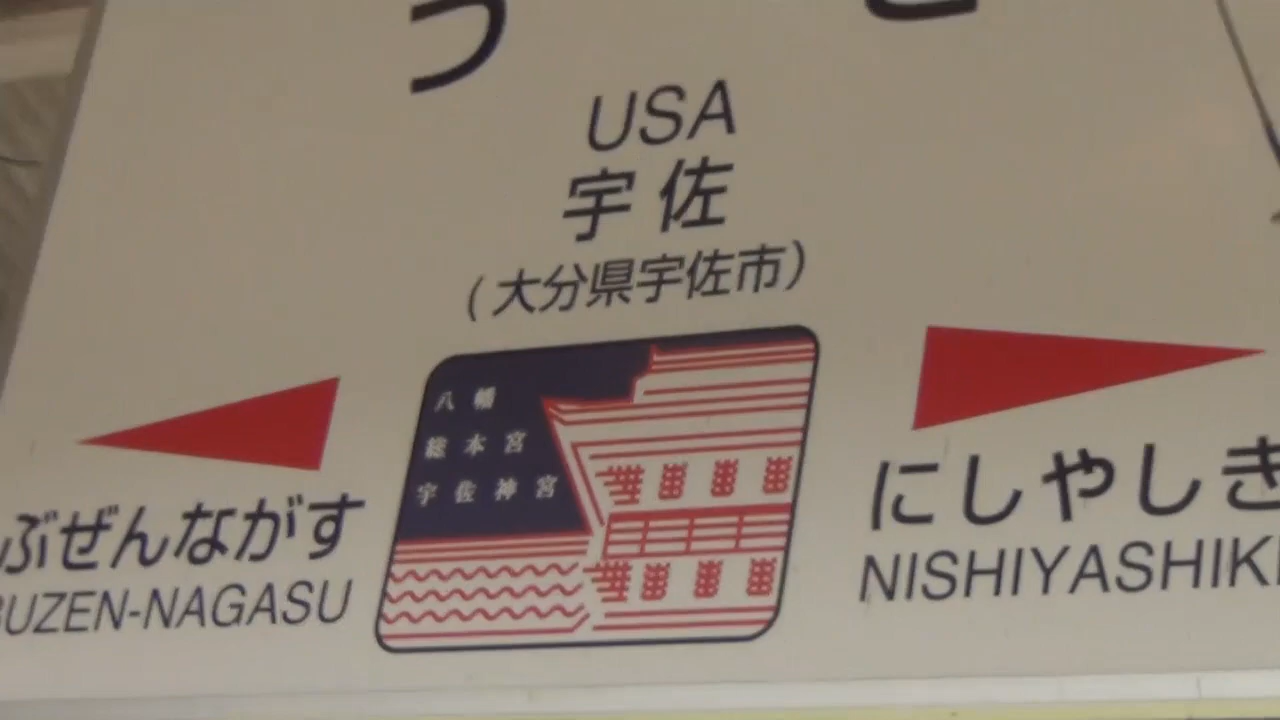 USA
宇佐
(大分県宇佐市)
八幡
総本宮
宇佐神宮
ぶぜんながす
BUZEN-NAGASU
にしやしき
NISHIYASHIKI